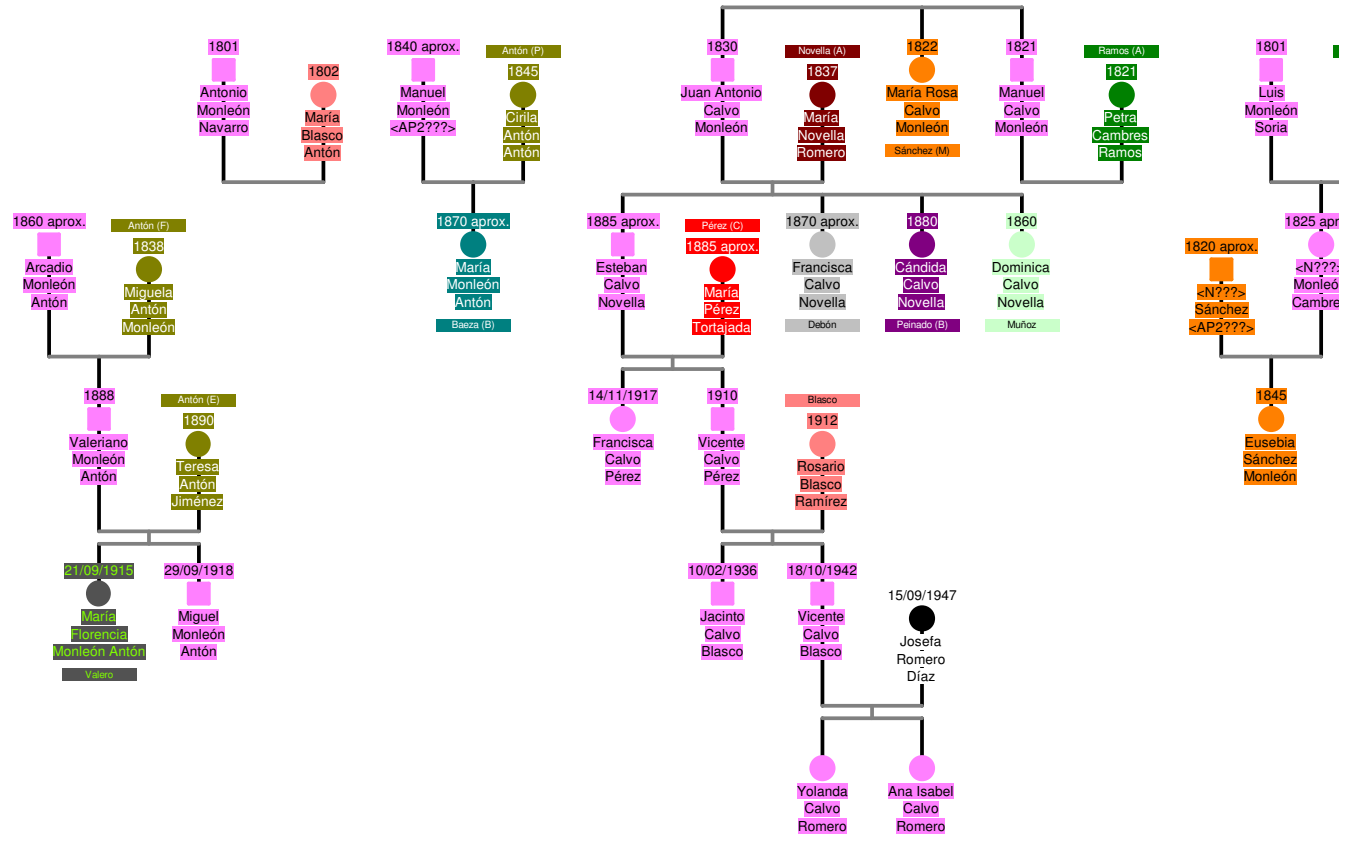 1801
Antonio
Monleón
Navarro
1802
María
Blasco
Antón
1840 aprox.
Manuel
Monleón
<AP2???>
Antón (P)
1845
Cirila
Antón
Antón
1830
Juan Antonio
Calvo
Monleón
Novella (A)
1837
María
Novella
Romero
1822
María Rosa
Calvo
Monleón
Sánchez (M)
1821
Manuel
Calvo
Monleón
Ramos (A)
1821
Petra
Cambres
Ramos
1801
Luis
Monleón
Soria
1860 aprox.
Arcadio
Monleón
Antón
Antón (F)
1838
Miguela
Antón
Monleón
1870 aprox.
María
Monleón
Antón
Baeza (B)
1885 aprox.
Esteban
Calvo
Novella
Pérez (C)
1885 aprox.
María
Pérez
Tortajada
1870 aprox.
Francisca
Calvo
Novella
Debón
1880
Cándida
Calvo
Novella
Peinado (B)
1860
Dominica
Calvo
Novella
Muñoz
1820 aprox.
<N???>
Sánchez
<AP2???>
1825 apr
<N???>
Monleó
Cambre
1888
Valeriano
Monleón
Antón
Antón (E)
1890
Teresa
Antón
Jiménez
14/11/1917
Francisca
Calvo
Pérez
1910
Vicente
Calvo
Pérez
Blasco
1912
Rosario
Blasco
Ramírez
1845
Eusebia
Sánchez
Monleón
21/09/1915
María
Florencia
Monleón Antón
Valero
29/09/1918
Miguel
Monleón
Antón
10/02/1936
Jacinto
Calvo
Blasco
18/10/1942
Vicente
Calvo
Blasco
15/09/1947
Josefa
Romero
Díaz
Yolanda
Calvo
Romero
Ana Isabel
Calvo
Romero